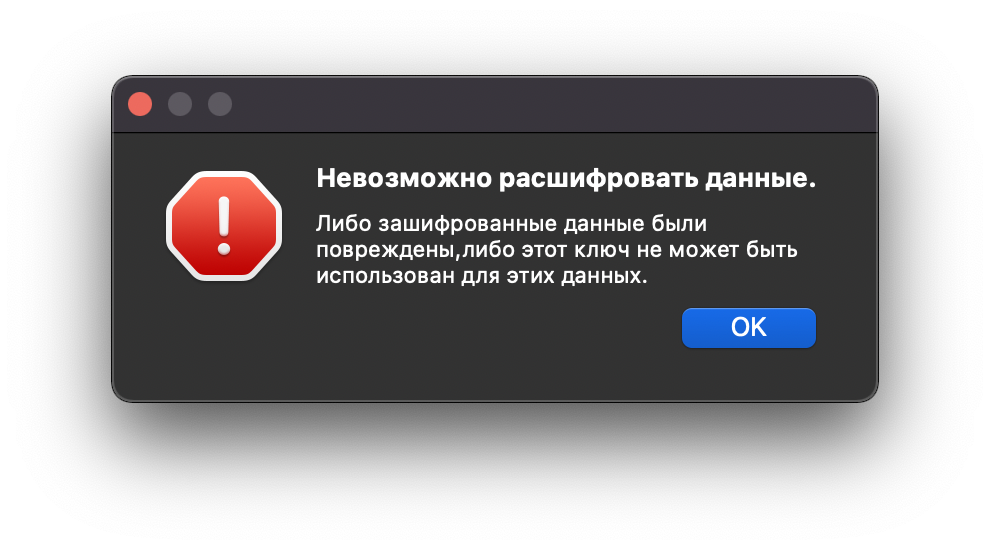 Невозможно расшифровать данные.
Либо зашифрованные данные были
повреждены,либо этот ключ не может быть
использован для этих данных.
OK